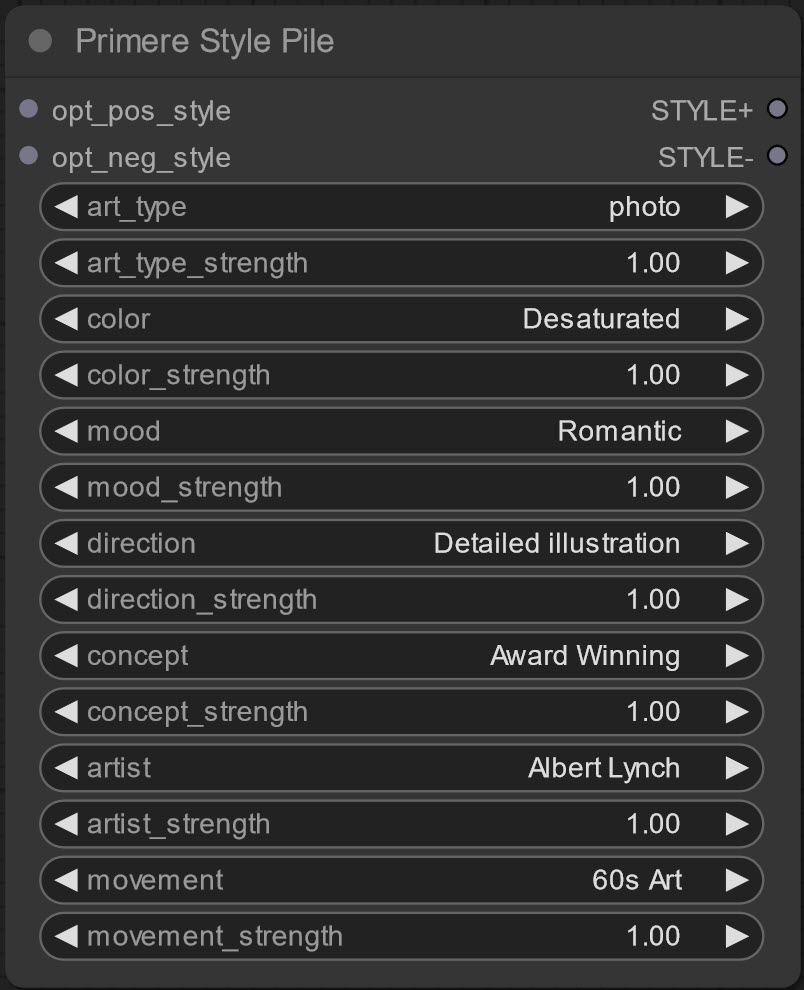 Primere Style Pile
opt_pos_style STYLE+
opt_neg_style STYLE-
art_type photo
art_type_strength 1.00
color Desaturated
color_strength 1.00
mood Romantic
mood_strength 1.00
direction Detailed illustration
direction_strength 1.00
concept Award Winning
concept_strength 1.00
artist Albert Lynch
artist_strength 1.00
movement 60s Art
movement_strength 1.00